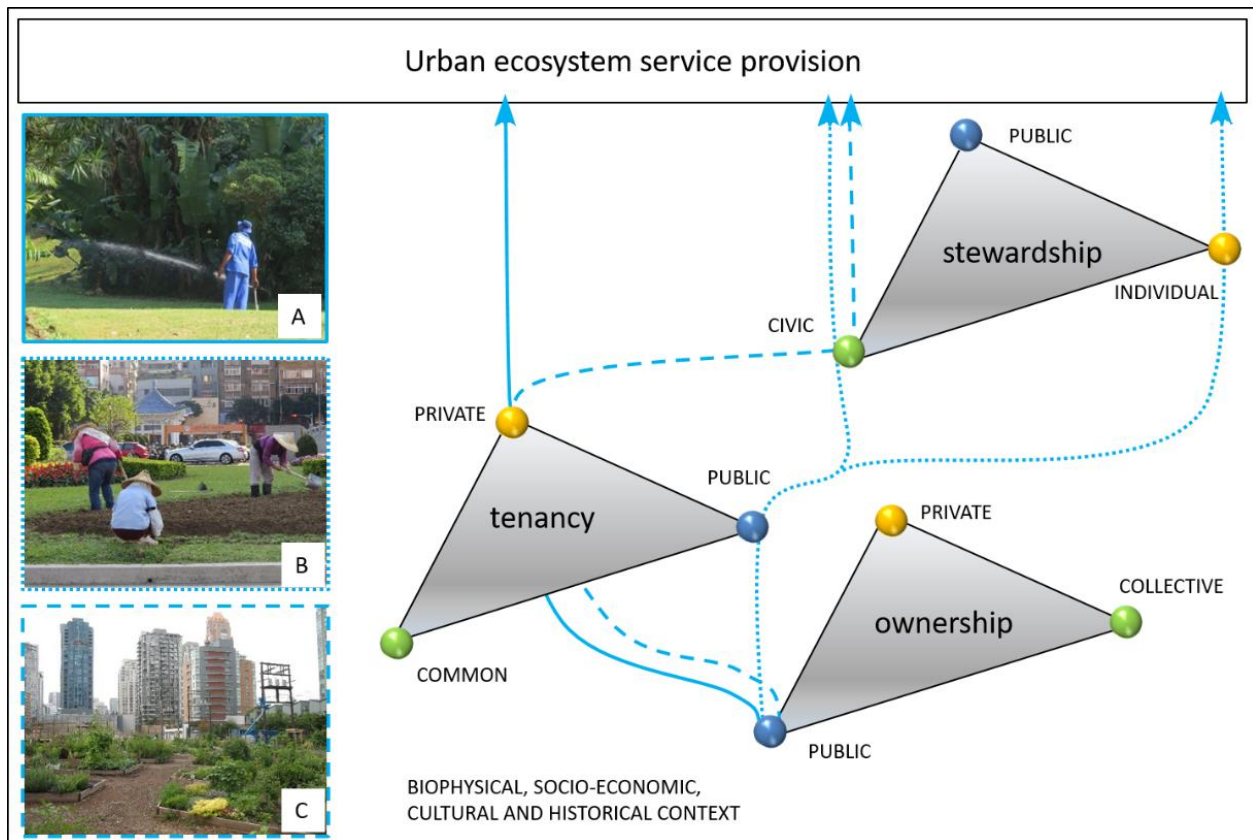 Urban ecosystem service provision
A
B
C
PUBLIC
stewardship
INDIVIDUAL
CIVIC
PRIVATE
PUBLIC
tenancy
COMMON
PRIVATE
COLLECTIVE
ownership
PUBLIC
BIOPHYSICAL, SOCIO-ECONOMIC,
CULTURAL AND HISTORICAL CONTEXT